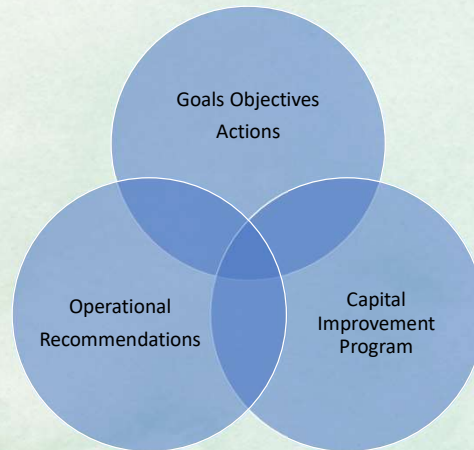 Goals Objectives
Actions
Operational
Recommendations
Capital
Improvement
Program